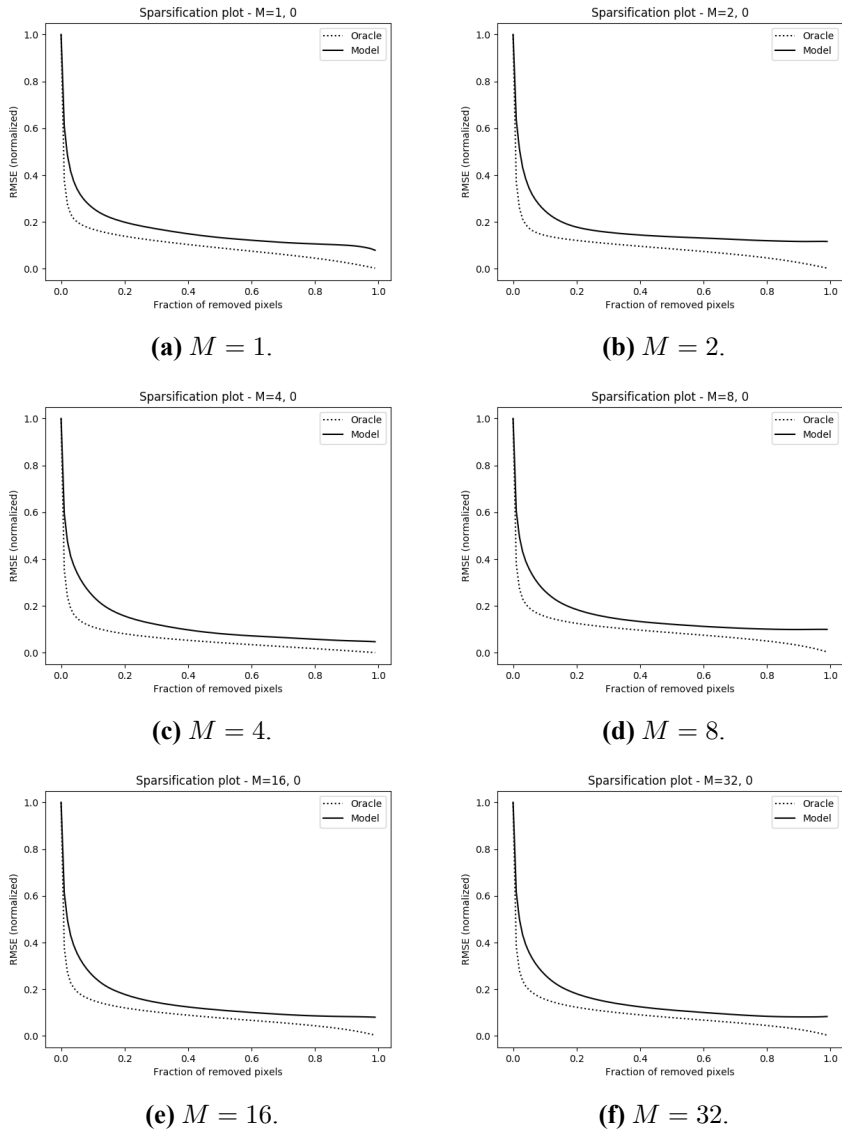 Sparsification plot - M=1, 0
Oracle
Model
1.0
0.8
0.6
0.4
0.2
0.0
RMSE (normalized)
0.0 0.2 0.4 0.6 0.8 1.0
Fraction of removed pixels
(a) M = 1.
Sparsification plot - M=2, 0
Oracle
Model
1.0
0.8
0.6
0.4
0.2
0.0
RMSE (normalized)
0.0 0.2 0.4 0.6 0.8 1.0
Fraction of removed pixels
(b) M = 2.
Sparsification plot - M=4, 0
Oracle
Model
1.0
0.8
0.6
0.4
0.2
0.0
RMSE (normalized)
0.0 0.2 0.4 0.6 0.8 1.0
Fraction of removed pixels
(c) M = 4.
Sparsification plot - M=8, 0
Oracle
Model
1.0
0.8
0.6
0.4
0.2
0.0
RMSE (normalized)
0.0 0.2 0.4 0.6 0.8 1.0
Fraction of removed pixels
(d) M = 8.
Sparsification plot - M=16, 0
Oracle
Model
1.0
0.8
0.6
0.4
0.2
0.0
RMSE (normalized)
0.0 0.2 0.4 0.6 0.8 1.0
Fraction of removed pixels
(e) M = 16.
Sparsification plot - M=32, 0
Oracle
Model
1.0
0.8
0.6
0.4
0.2
0.0
RMSE (normalized)
0.0 0.2 0.4 0.6 0.8 1.0
Fraction of removed pixels
(f) M = 32.